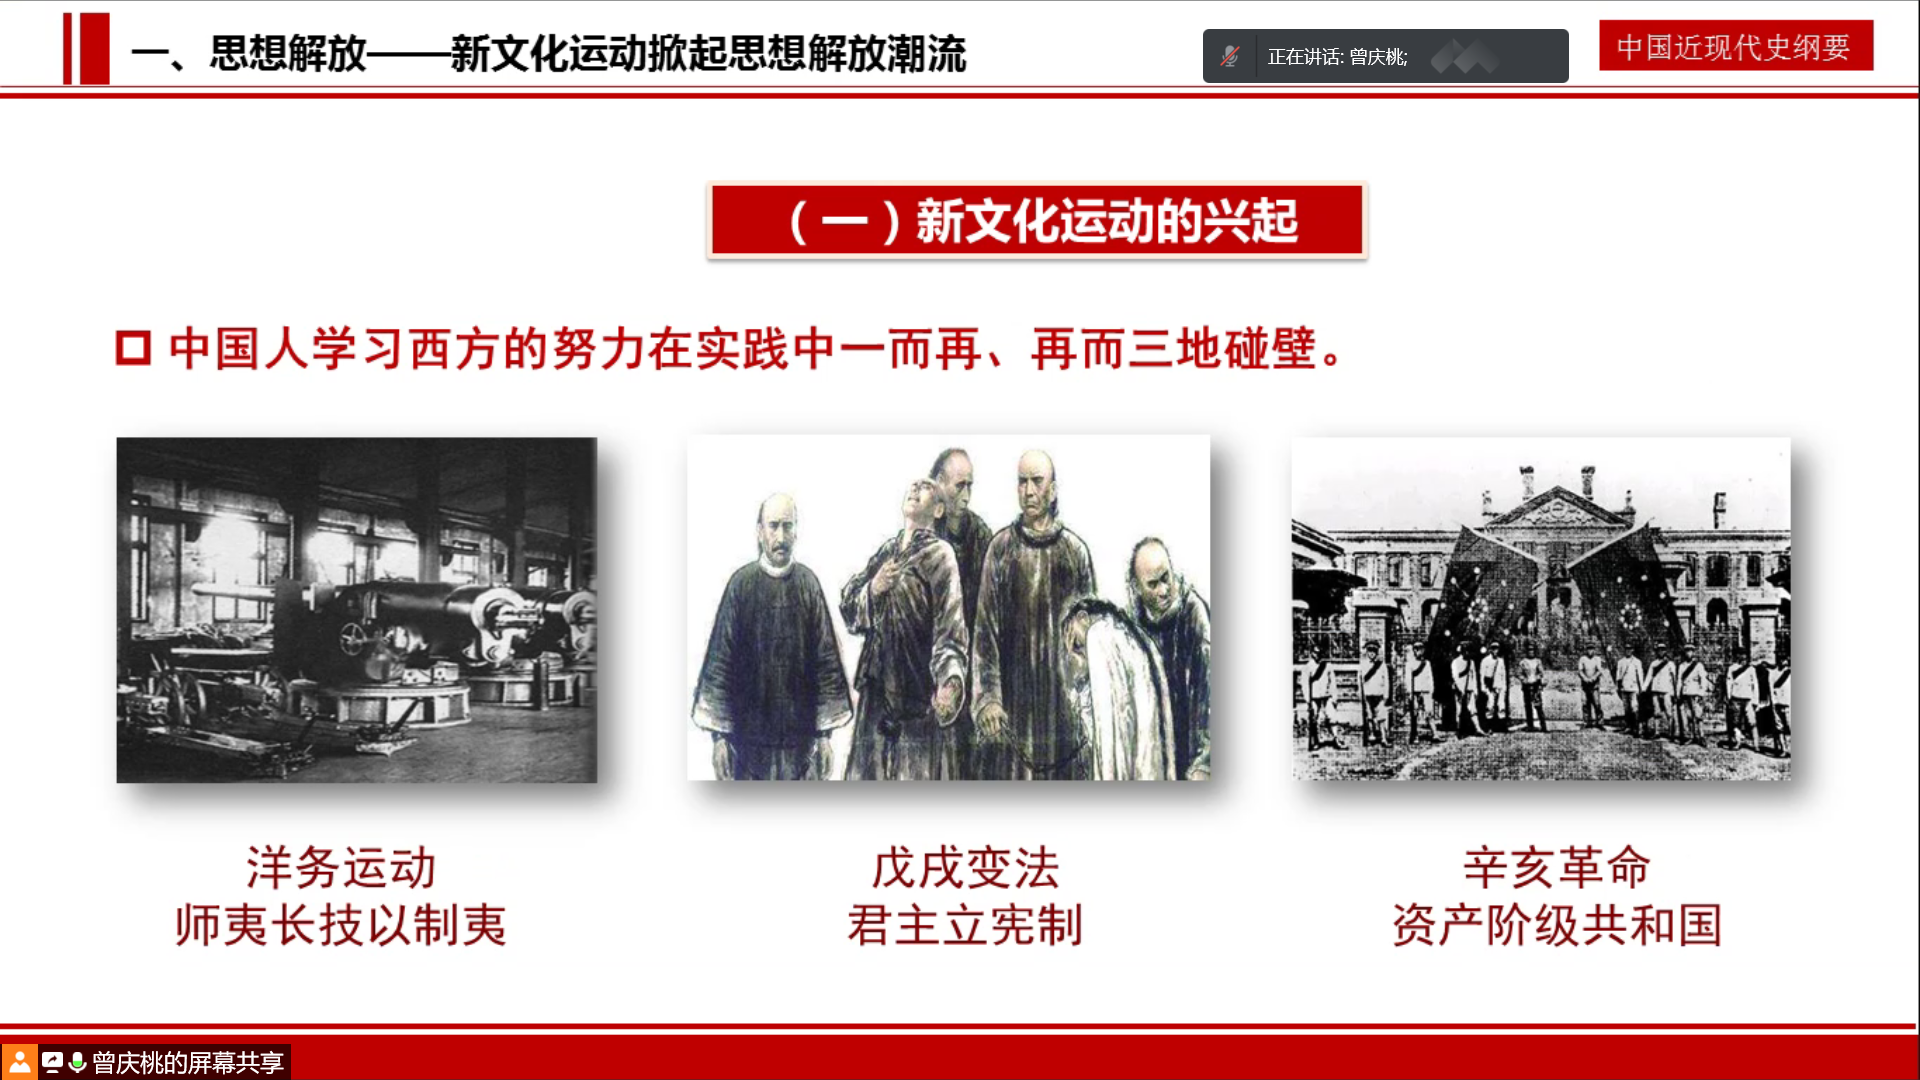 一、思想解放——新文化运动掀起思想解放潮流
正在讲话: 曾庆桃;
中国近现代史纲要
（一）新文化运动的兴起
中国人学习西方的努力在实践中一而再、再而三地碰壁。
洋务运动
师夷长技以制夷
戊戌变法
君主立宪制
辛亥革命
资产阶级共和国
曾庆桃的屏幕共享